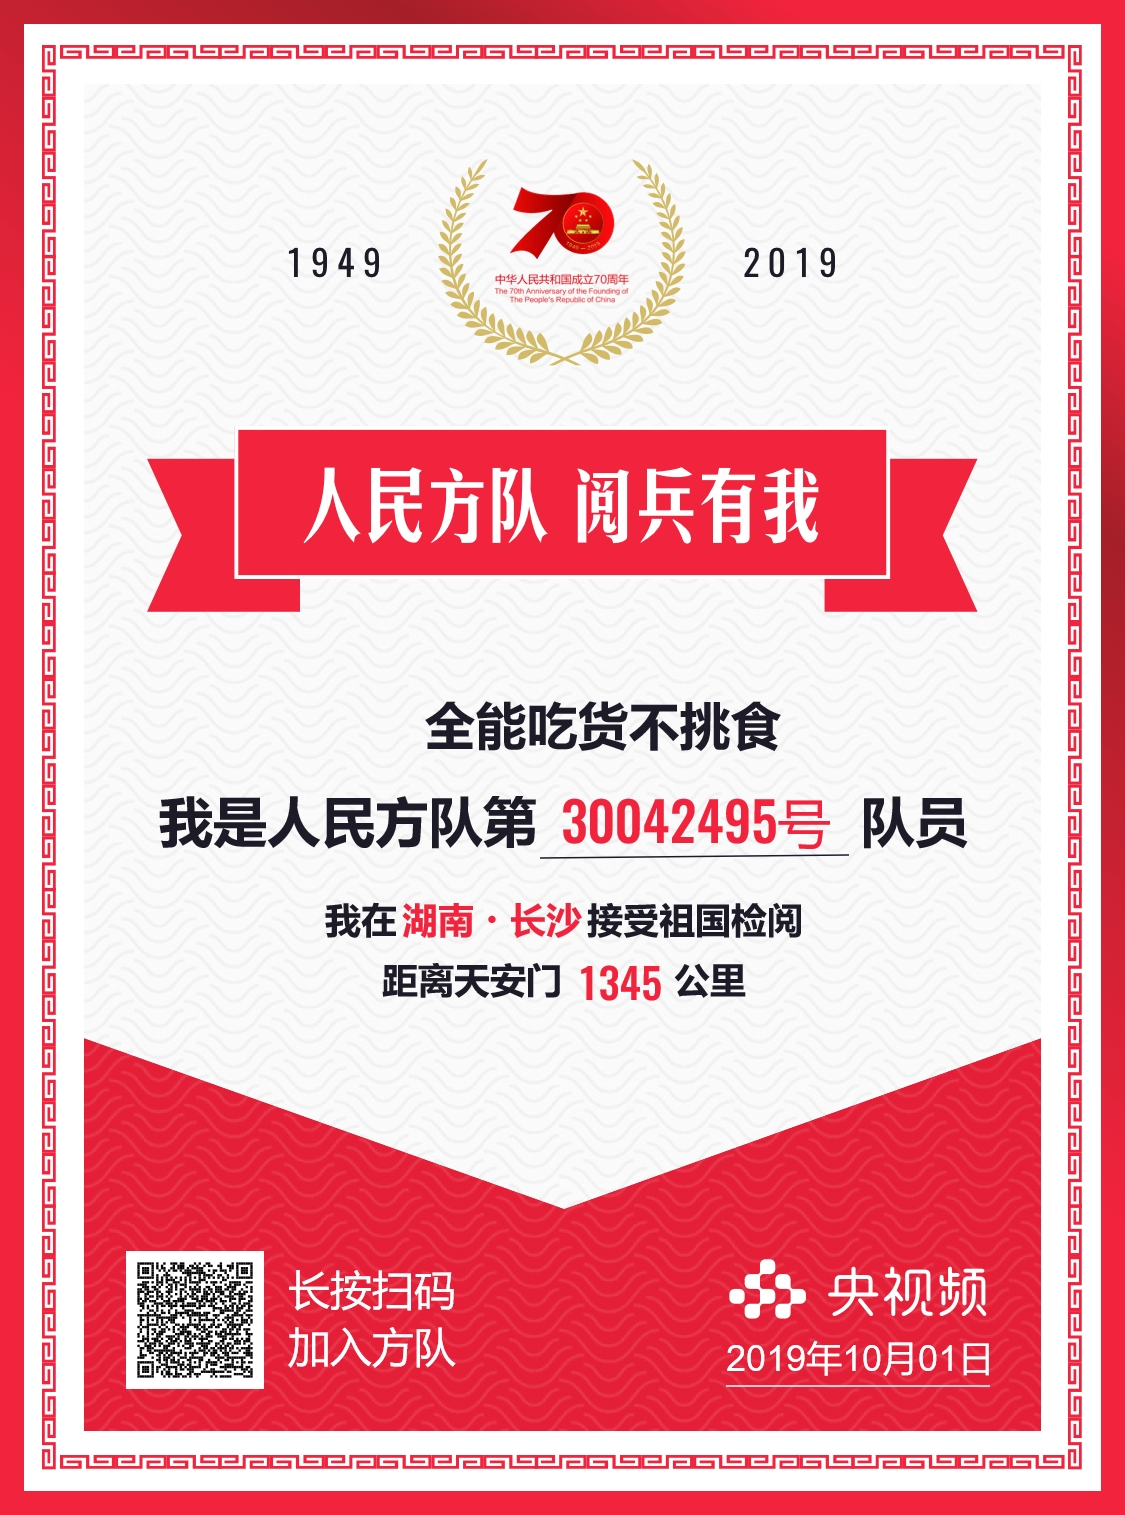 1949
2019
中华人民共和国成立70周年
The 70th Anniversary of the Founding of
The People's Republic of China
1949 — 2019
人民方队 阅兵有我
全能吃货不挑食
我是人民方队第 30042495号 队员
我在 湖南·长沙 接受祖国检阅
距离天安门 1345 公里
长按扫码
加入方队
央视频
2019年10月01日